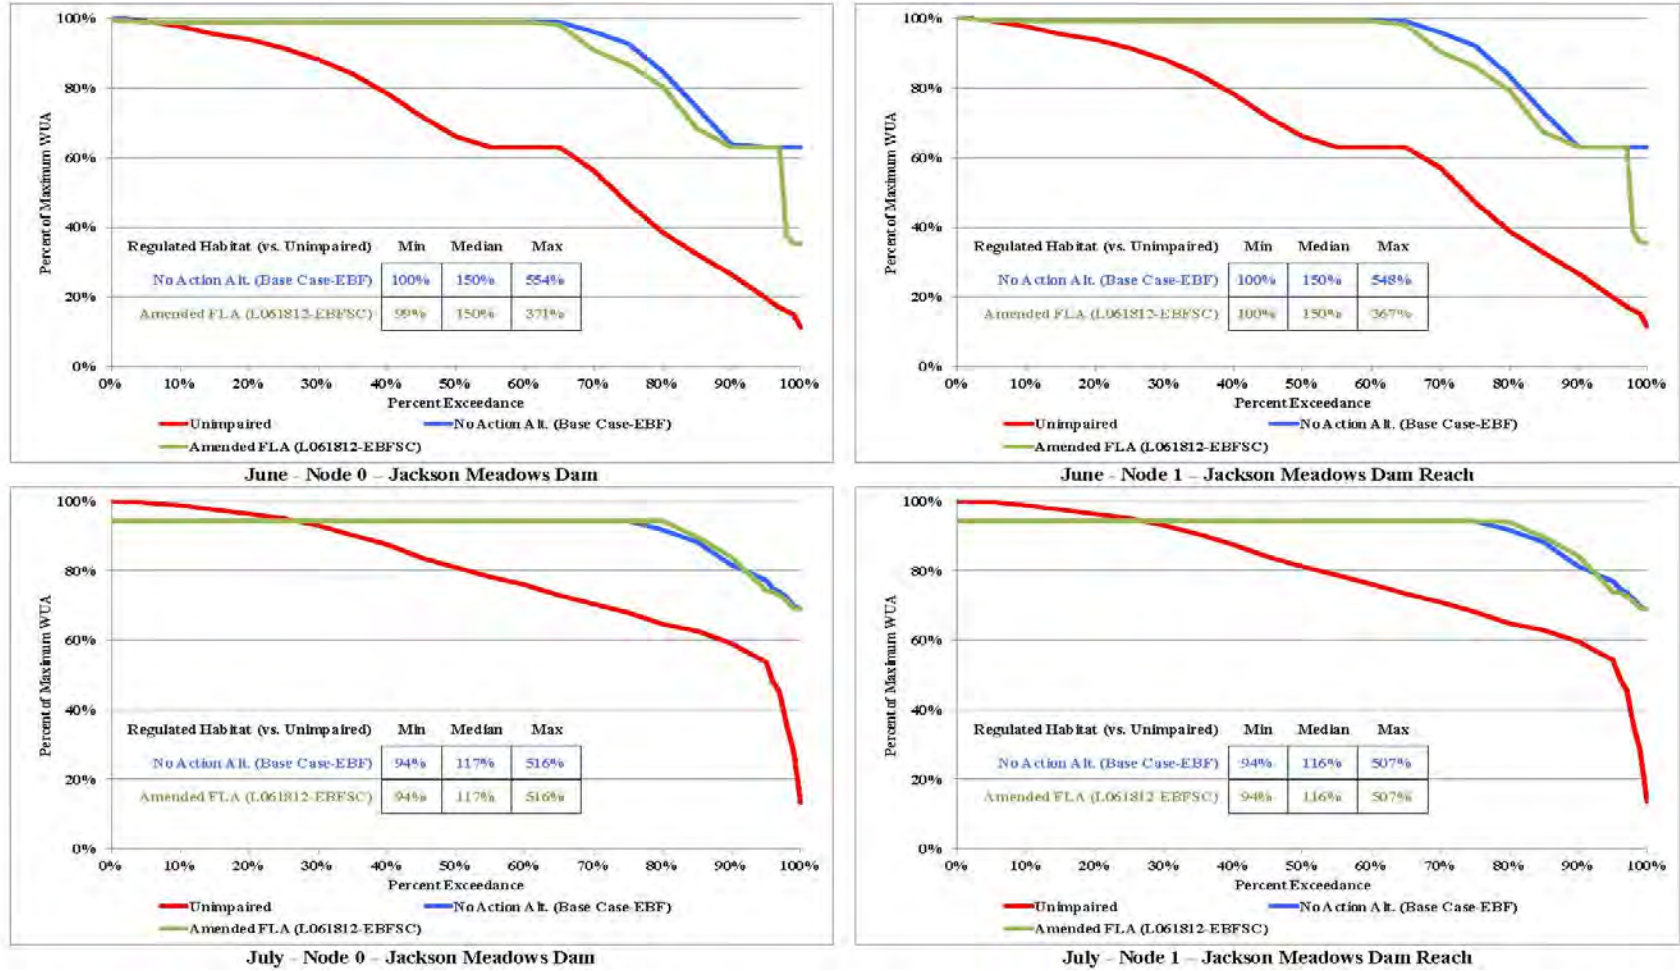 100%
80%
60%
40%
20%
0%
Percent of Maximum WUA
Regulated Habitat (vs. Unimpaired) Min Median Max
No Action Alt. (Base Case-EBF) 100% 150% 554%
Amended FLA (L061812-EBFSC) 99% 150% 371%
0% 10% 20% 30% 40% 50% 60% 70% 80% 90% 100%
Percent Exceedance
Unimpaired No Action Alt. (Base Case-EBF)
Amended FLA (L061812-EBFSC)
June - Node 0 – Jackson Meadows Dam
100%
80%
60%
40%
20%
0%
Percent of Maximum WUA
Regulated Habitat (vs. Unimpaired) Min Median Max
No Action Alt. (Base Case-EBF) 100% 150% 548%
Amended FLA (L061812-EBFSC) 100% 150% 367%
0% 10% 20% 30% 40% 50% 60% 70% 80% 90% 100%
Percent Exceedance
Unimpaired No Action Alt. (Base Case-EBF)
Amended FLA (L061812-EBFSC)
June - Node 1 – Jackson Meadows Dam Reach
100%
80%
60%
40%
20%
0%
Percent of Maximum WUA
Regulated Habitat (vs. Unimpaired) Min Median Max
No Action Alt. (Base Case-EBF) 94% 117% 516%
Amended FLA (L061812-EBFSC) 94% 117% 516%
0% 10% 20% 30% 40% 50% 60% 70% 80% 90% 100%
Percent Exceedance
Unimpaired No Action Alt. (Base Case-EBF)
Amended FLA (L061812-EBFSC)
July - Node 0 – Jackson Meadows Dam
100%
80%
60%
40%
20%
0%
Percent of Maximum WUA
Regulated Habitat (vs. Unimpaired) Min Median Max
No Action Alt. (Base Case-EBF) 94% 116% 507%
Amended FLA (L061812-EBFSC) 94% 116% 507%
0% 10% 20% 30% 40% 50% 60% 70% 80% 90% 100%
Percent Exceedance
Unimpaired No Action Alt. (Base Case-EBF)
Amended FLA (L061812-EBFSC)
July - Node 1 – Jackson Meadows Dam Reach